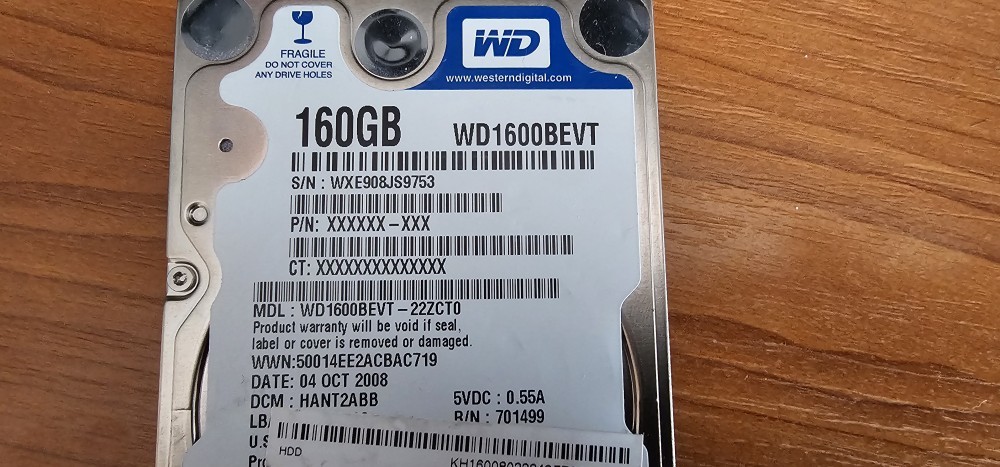 FRAGILE
DO NOT COVER
ANY DRIVE HOLES
WD
www.westerndigital.com
160GB WD1600BEVT
S/N : WXE908JS9753
P/N: XXXXXX-XXX
CT: XXXXXXXXXXXXXX
MDL : WD1600BEVT-22ZCT0
Product warranty will be void if seal,
label or cover is removed or damaged.
WWN:50014EE2ACBAC719
DATE: 04 OCT 2008
DCM : HANT2ABB 5VDC : 0.55A
R/N : 701499
HDD